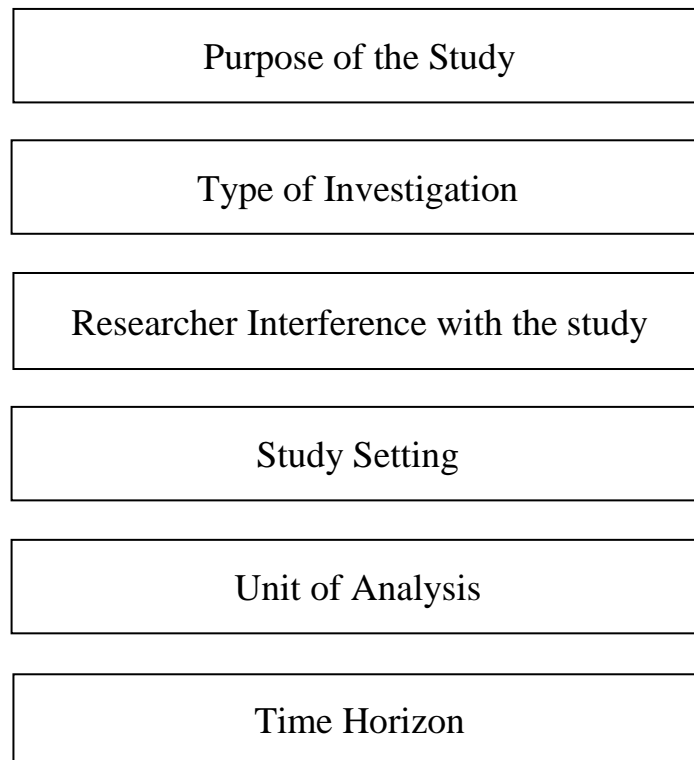 Purpose of the Study
Type of Investigation
Researcher Interference with the study
Study Setting
Unit of Analysis
Time Horizon